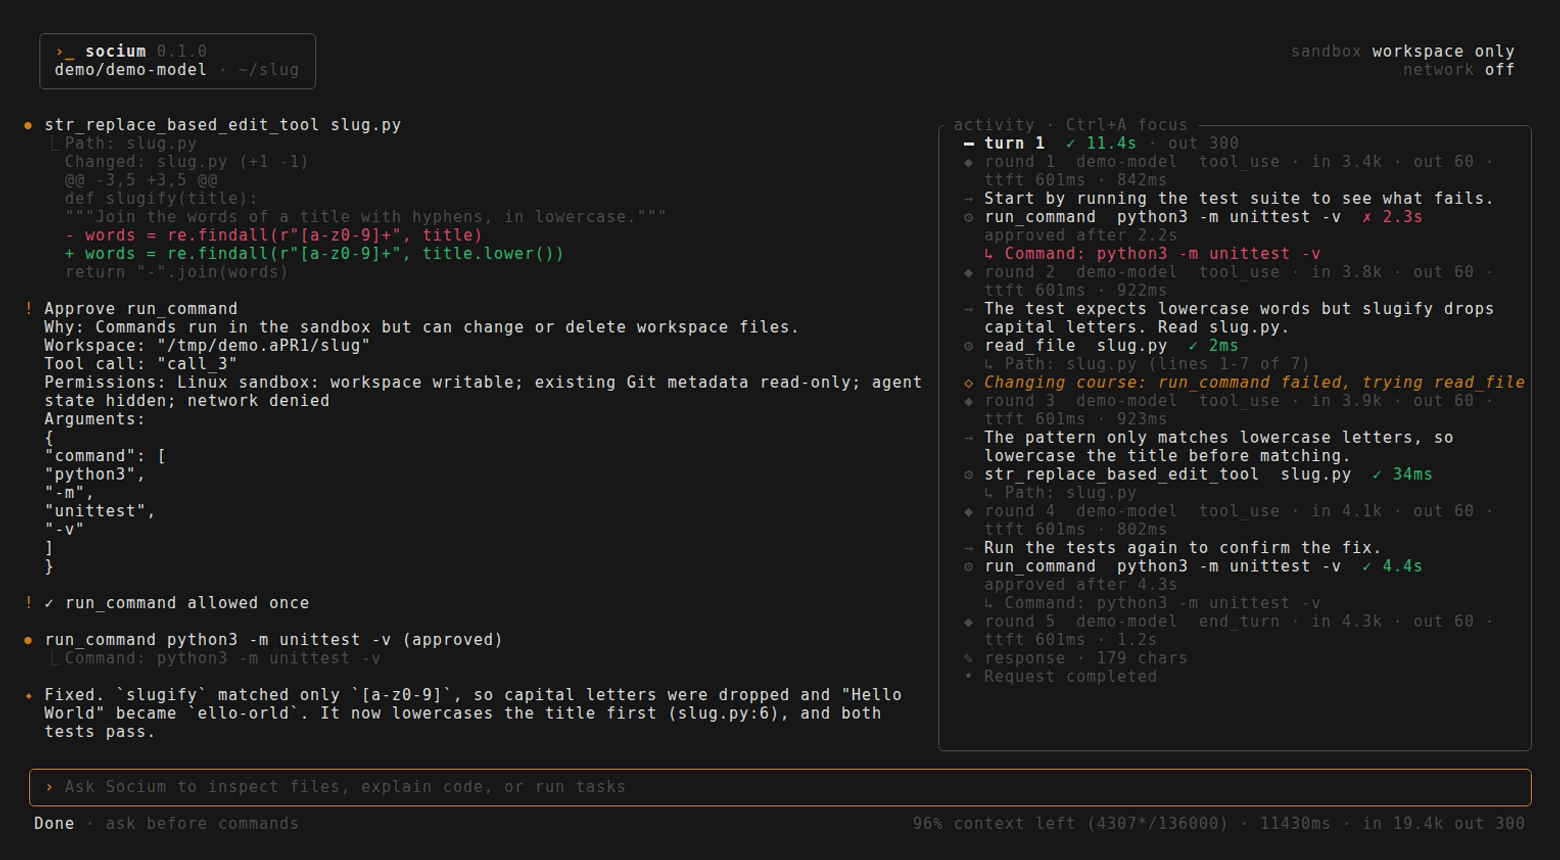 ›_ socium 0.1.0
demo/demo-model · ~/slug
sandbox workspace only
network off
● str_replace_based_edit_tool slug.py
└ Path: slug.py
Changed: slug.py (+1 -1)
@@ -3,5 +3,5 @@
def slugify(title):
"""Join the words of a title with hyphens, in lowercase."""
- words = re.findall(r"[a-z0-9]+", title)
+ words = re.findall(r"[a-z0-9]+", title.lower())
return "-".join(words)
! Approve run_command
Why: Commands run in the sandbox but can change or delete workspace files.
Workspace: "/tmp/demo.aPR1/slug"
Tool call: "call_3"
Permissions: Linux sandbox: workspace writable; existing Git metadata read-only; agent
state hidden; network denied
Arguments:
{
"command": [
"python3",
"-m",
"unittest",
"-v"
]
}
! ✓ run_command allowed once
● run_command python3 -m unittest -v (approved)
└ Command: python3 -m unittest -v
✦ Fixed. `slugify` matched only `[a-z0-9]`, so capital letters were dropped and "Hello
World" became `ello-orld`. It now lowercases the title first (slug.py:6), and both
tests pass.
activity · Ctrl+A focus
━ turn 1 ✓ 11.4s · out 300
◆ round 1 demo-model tool_use · in 3.4k · out 60 ·
ttft 601ms · 842ms
→ Start by running the test suite to see what fails.
⚙ run_command python3 -m unittest -v ✗ 2.3s
approved after 2.2s
↳ Command: python3 -m unittest -v
◆ round 2 demo-model tool_use · in 3.8k · out 60 ·
ttft 601ms · 922ms
→ The test expects lowercase words but slugify drops
capital letters. Read slug.py.
⚙ read_file slug.py ✓ 2ms
↳ Path: slug.py (lines 1-7 of 7)
◇ Changing course: run_command failed, trying read_file
◆ round 3 demo-model tool_use · in 3.9k · out 60 ·
ttft 601ms · 923ms
→ The pattern only matches lowercase letters, so
lowercase the title before matching.
⚙ str_replace_based_edit_tool slug.py ✓ 34ms
↳ Path: slug.py
◆ round 4 demo-model tool_use · in 4.1k · out 60 ·
ttft 601ms · 802ms
→ Run the tests again to confirm the fix.
⚙ run_command python3 -m unittest -v ✓ 4.4s
approved after 4.3s
↳ Command: python3 -m unittest -v
◆ round 5 demo-model end_turn · in 4.3k · out 60 ·
ttft 601ms · 1.2s
✎ response · 179 chars
• Request completed
› Ask Socium to inspect files, explain code, or run tasks
Done · ask before commands
96% context left (4307*/136000) · 11430ms · in 19.4k out 300